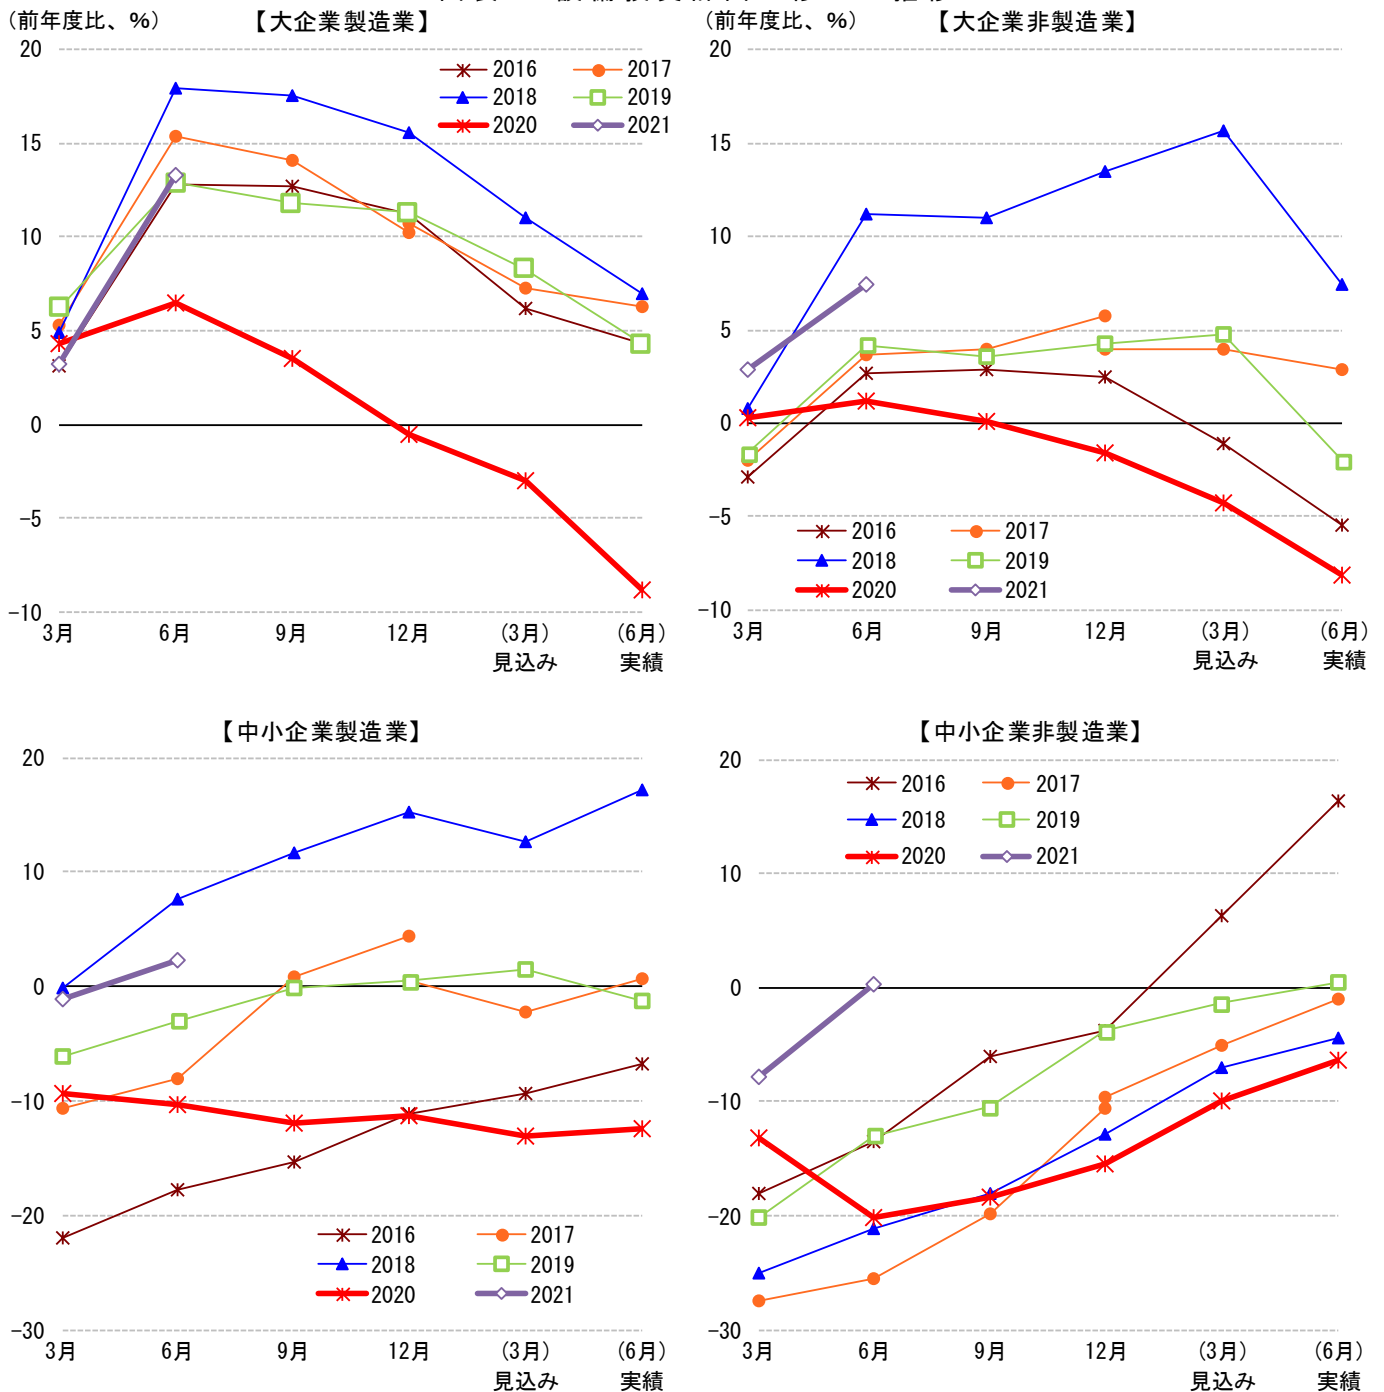 (前年度比、%)
【大企業製造業】
20
15
10
5
0
−5
−10
2016
2017
2018
2019
2020
2021
3月
6月
9月
12月
(3月)
見込み
(6月)
実績
(前年度比、%)
【大企業非製造業】
20
15
10
5
0
−5
−10
2016
2017
2018
2019
2020
2021
3月
6月
9月
12月
(3月)
見込み
(6月)
実績
【中小企業製造業】
20
10
0
−10
−20
−30
2016
2017
2018
2019
2020
2021
3月
6月
9月
12月
(3月)
見込み
(6月)
実績
【中小企業非製造業】
20
10
0
−10
−20
−30
2016
2017
2018
2019
2020
2021
3月
6月
9月
12月
(3月)
見込み
(6月)
実績